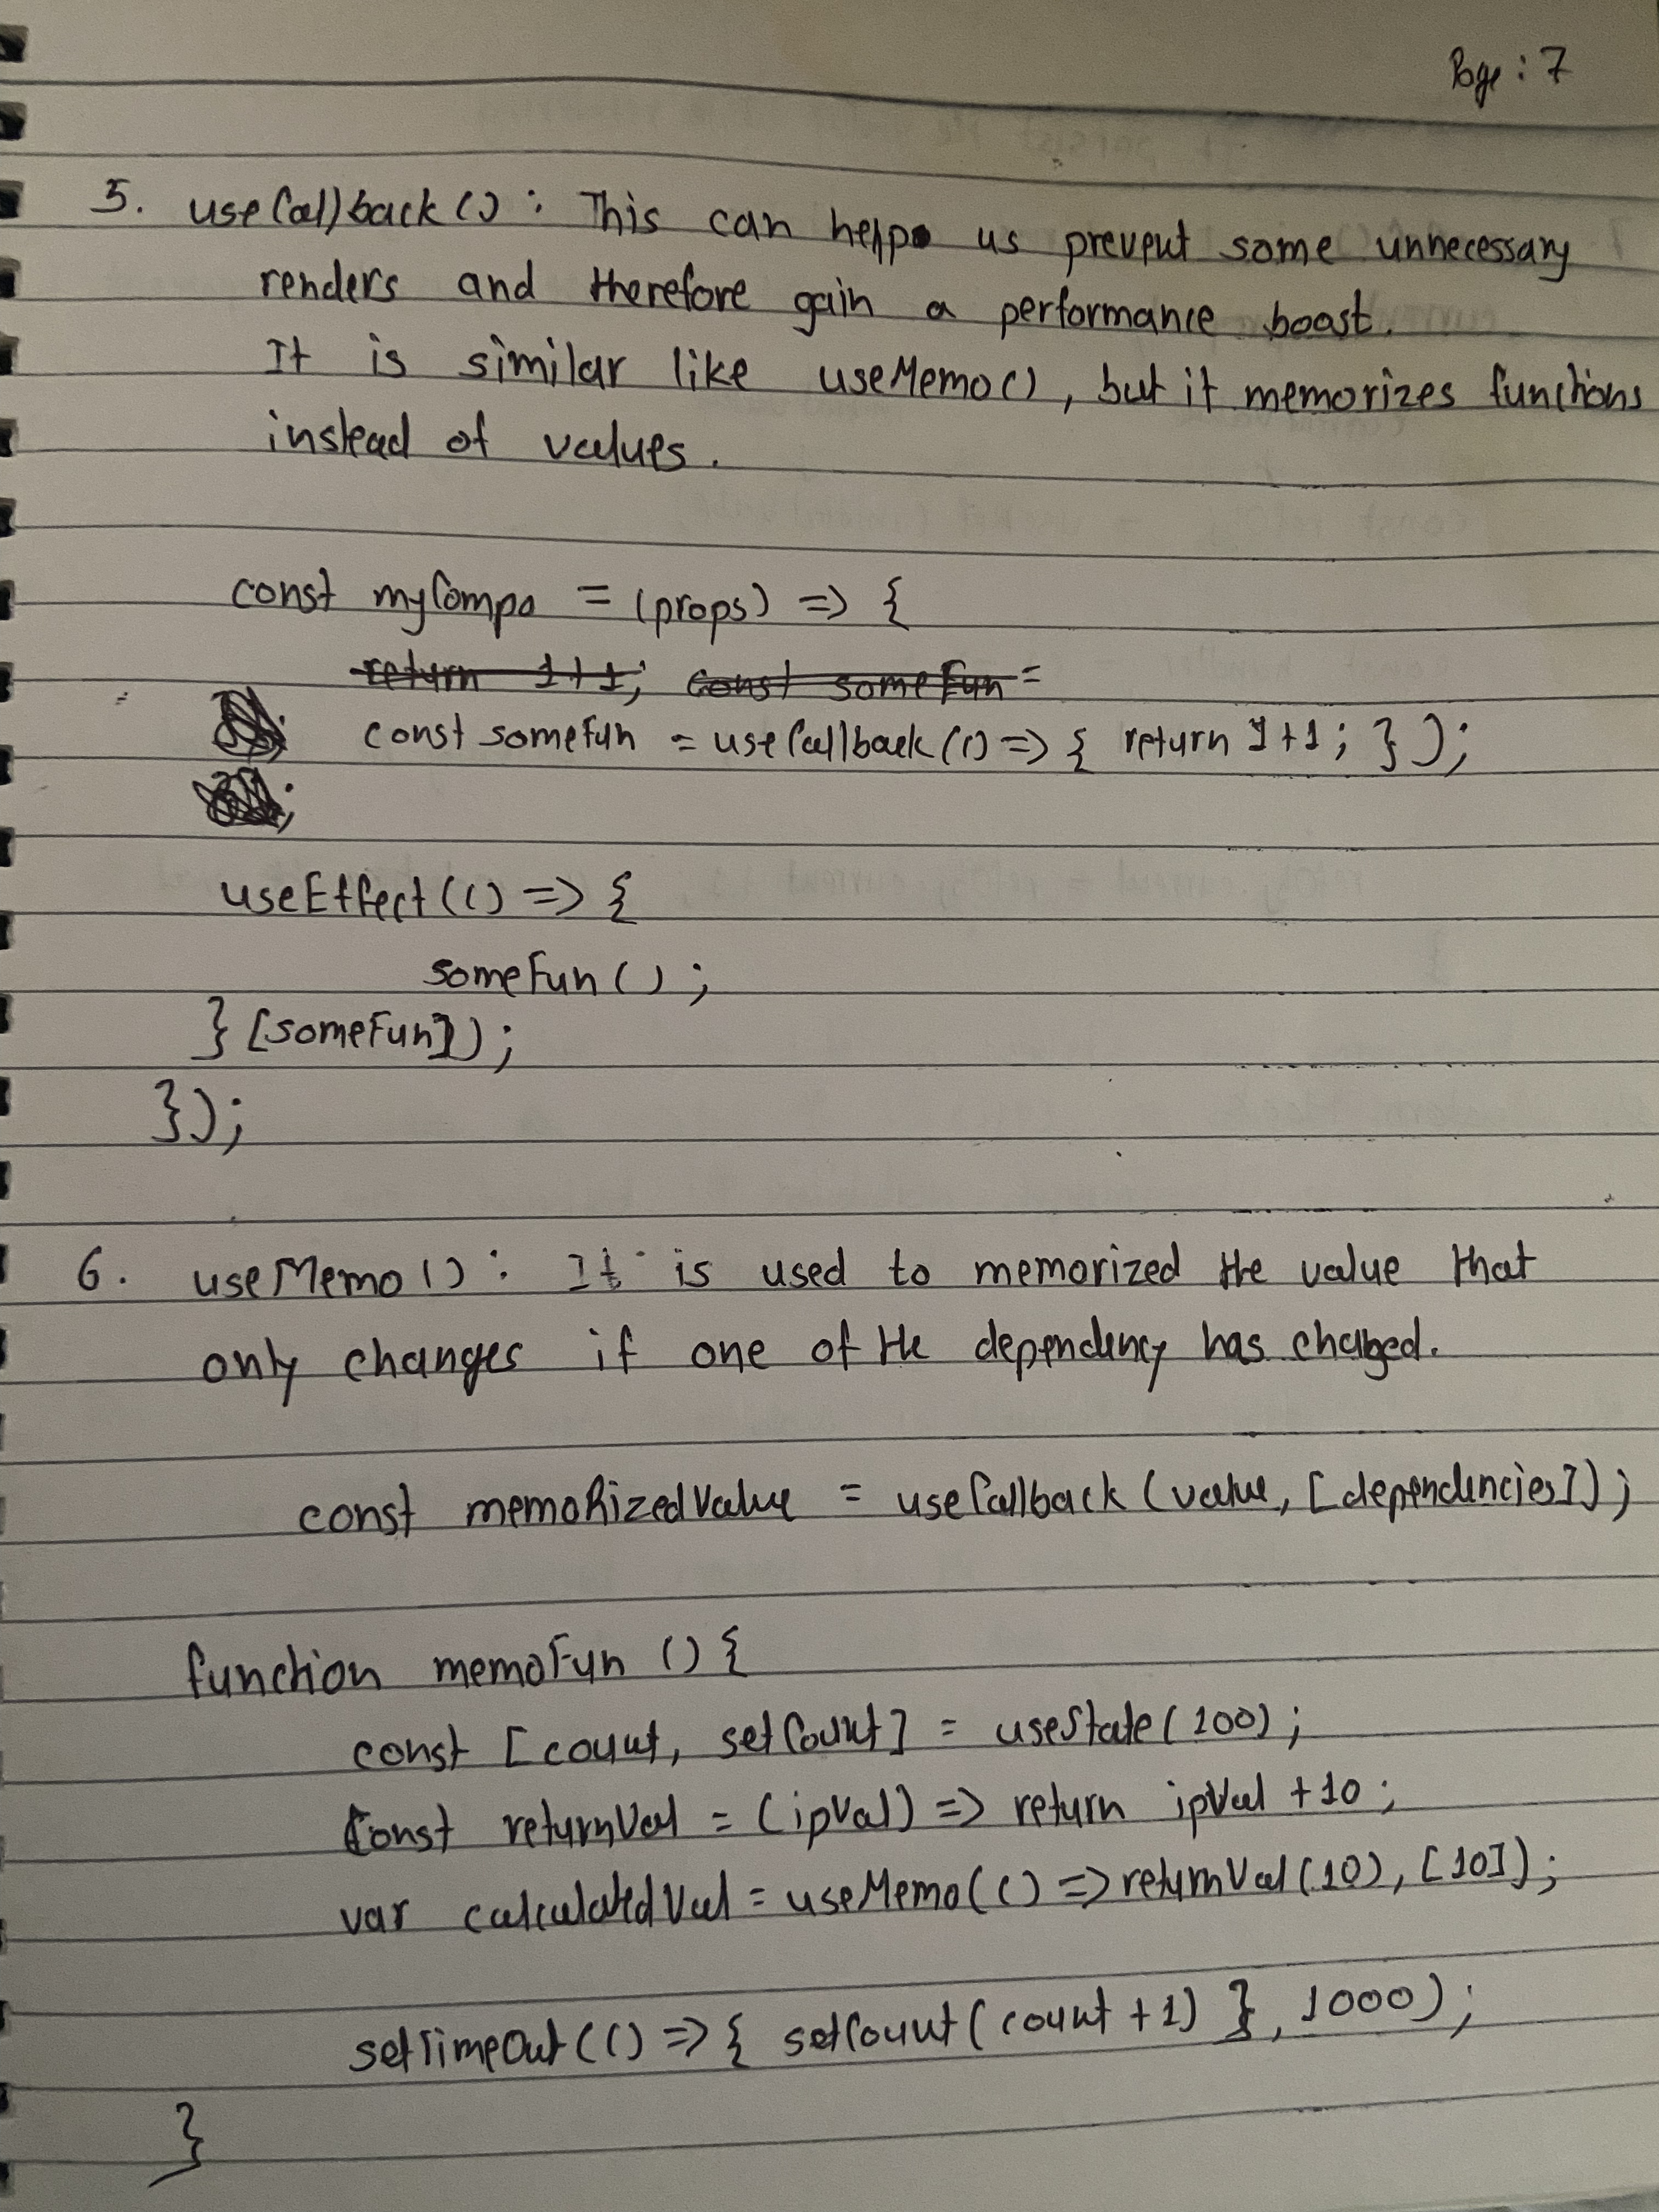 Page : 7
5. useCallback() : This can help us prevent some unnecessary
renders and therefore gain a performance boost.
It is similar like useMemo(), but it memorizes functions
instead of values.
const myCompo = (props) => {
return 1+1; const someFun =
const someFun = useCallback(() => { return 1+1; } );
useEffect(() => {
someFun();
} [someFun]);
});
6. useMemo() : It is used to memorized the value that
only changes if one of the dependency has changed.
const memoRizedValue = useCallback(value, [dependencies]);
function memoFun () {
const [count, setCount] = useState(100);
Const returnVal = (ipVal) => return ipVal +10;
var calculatedVal = useMemo(() => returnVal(10), [10]);
setTimeOut(() => { setCount( count +1) }, 1000);
}